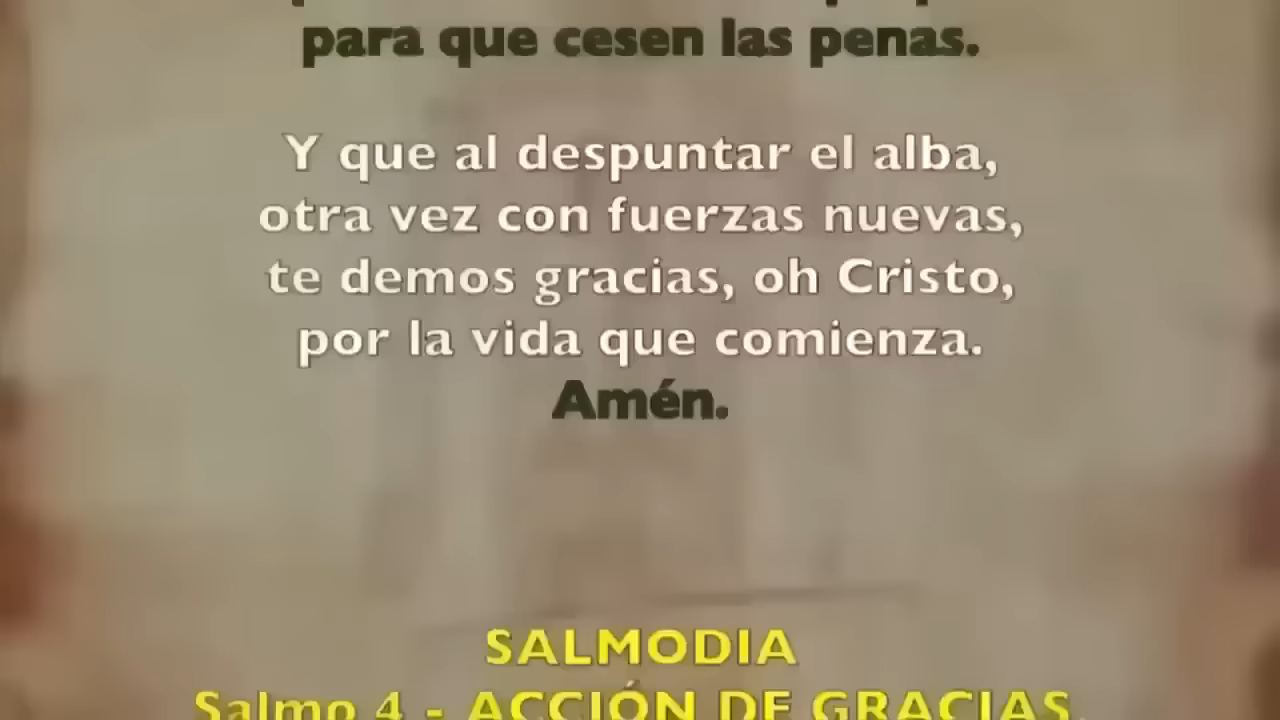 para que cesen las penas.
Y que al despuntar el alba,
otra vez con fuerzas nuevas,
te demos gracias, oh Cristo,
por la vida que comienza.
Amén.
SALMODIA
Salmo 4 - ACCIÓN DE GRACIAS.